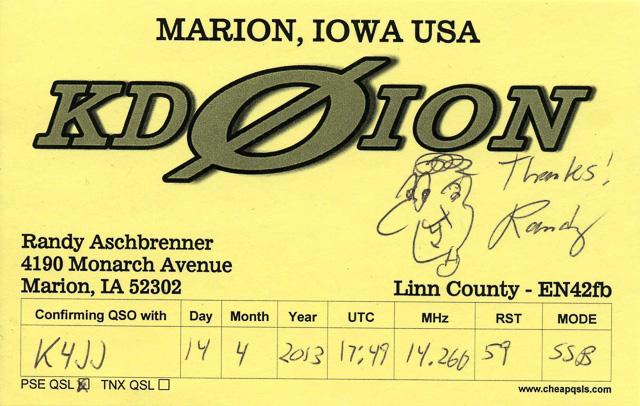 MARION, IOWA USA
KDØION
Thanks!
Randy
Randy Aschbrenner
4190 Monarch Avenue
Marion, IA 52302
Linn County - EN42fb
Confirming QSO with Day Month Year UTC MHz RST MODE
K4JJ 14 4 2013 17:49 14.260 59 SSB
PSE QSL TNX QSL
www.cheapqsls.com